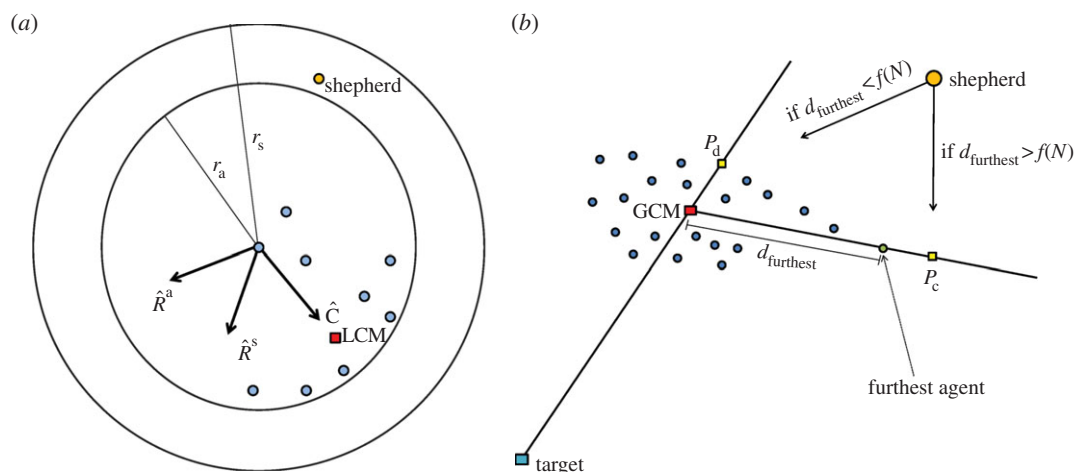 (a)
shepherd
r_s
r_a
R̂^a
R̂^s
Ĉ
LCM
(b)
shepherd
if d_furthest < f(N)
if d_furthest > f(N)
P_d
GCM
d_furthest
P_c
furthest agent
target